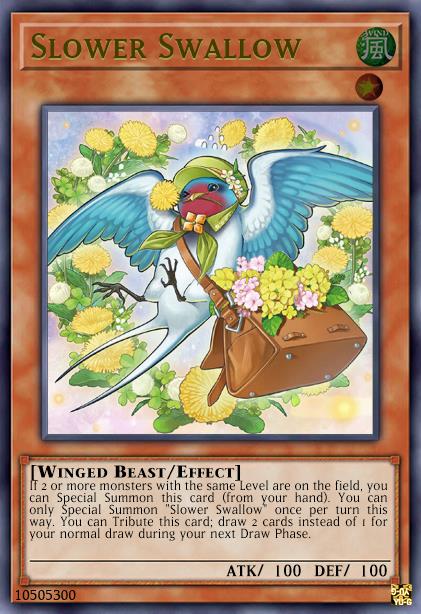 SLOWER SWALLOW
WIND
風
[WINGED BEAST/EFFECT]
If 2 or more monsters with the same Level are on the field, you
can Special Summon this card (from your hand). You can
only Special Summon "Slower Swallow" once per turn this
way. You can Tribute this card; draw 2 cards instead of 1 for
your normal draw during your next Draw Phase.
ATK/ 100 DEF/ 100
10505300